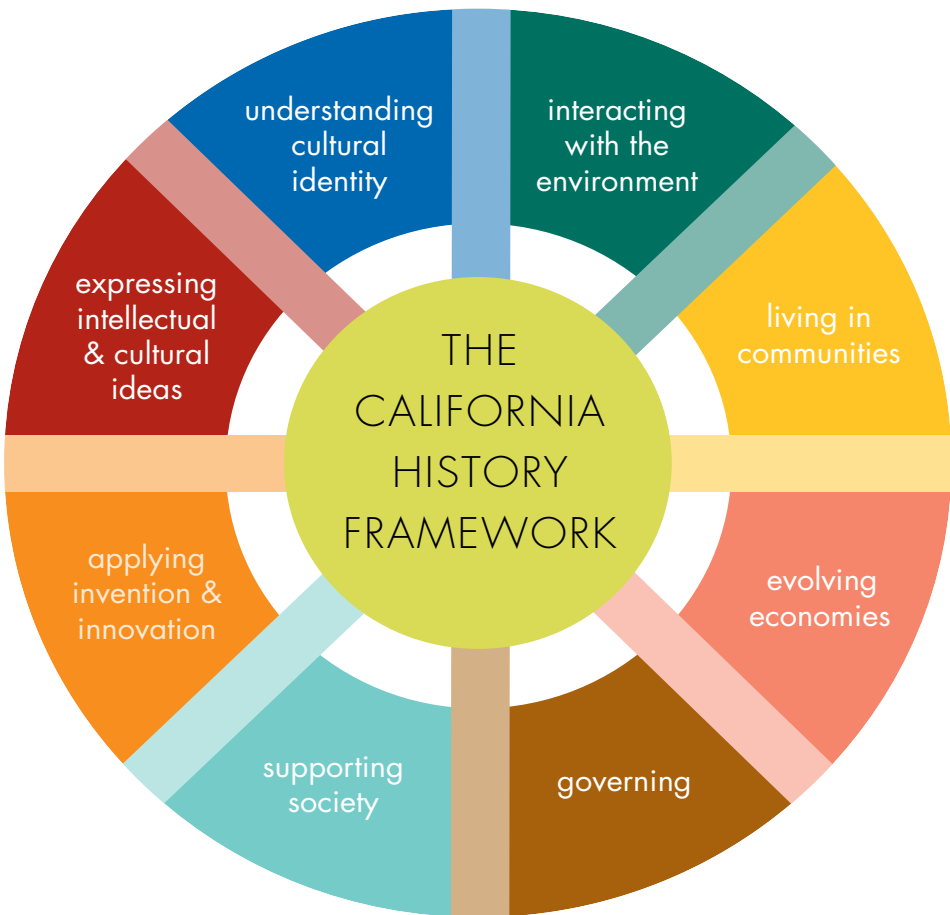 THE
CALIFORNIA
HISTORY
FRAMEWORK
understanding
cultural
identity
interacting
with the
environment
living in
communities
evolving
economies
governing
supporting
society
applying
invention &
innovation
expressing
intellectual
& cultural
ideas